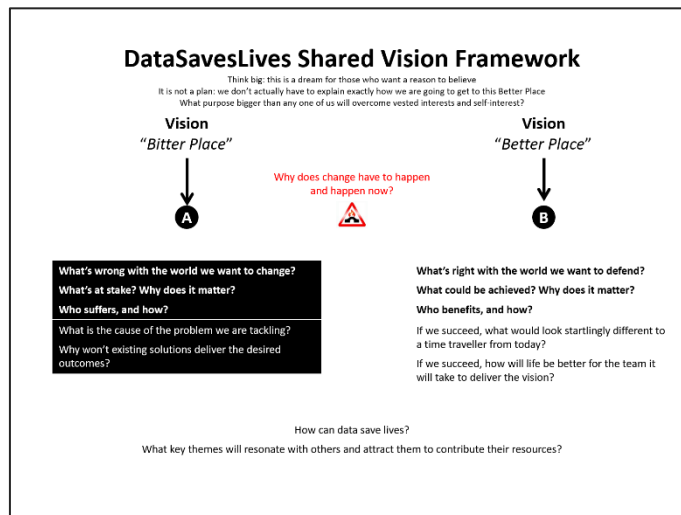 DataSavesLives Shared Vision Framework
Think big: this is a dream for those who want a reason to believe
It is not a plan: we don't actually have to explain exactly how we are going to get to this Better Place
What purpose bigger than any one of us will overcome vested interests and self-interest?
Vision
"Bitter Place"
Vision
"Better Place"
Why does change have to happen
and happen now?
A
B
What's wrong with the world we want to change?
What's at stake? Why does it matter?
Who suffers, and how?
What is the cause of the problem we are tackling?
Why won't existing solutions deliver the desired
outcomes?
What's right with the world we want to defend?
What could be achieved? Why does it matter?
Who benefits, and how?
If we succeed, what would look startlingly different to
a time traveller from today?
If we succeed, how will life be better for the team it
will take to deliver the vision?
How can data save lives?
What key themes will resonate with others and attract them to contribute their resources?